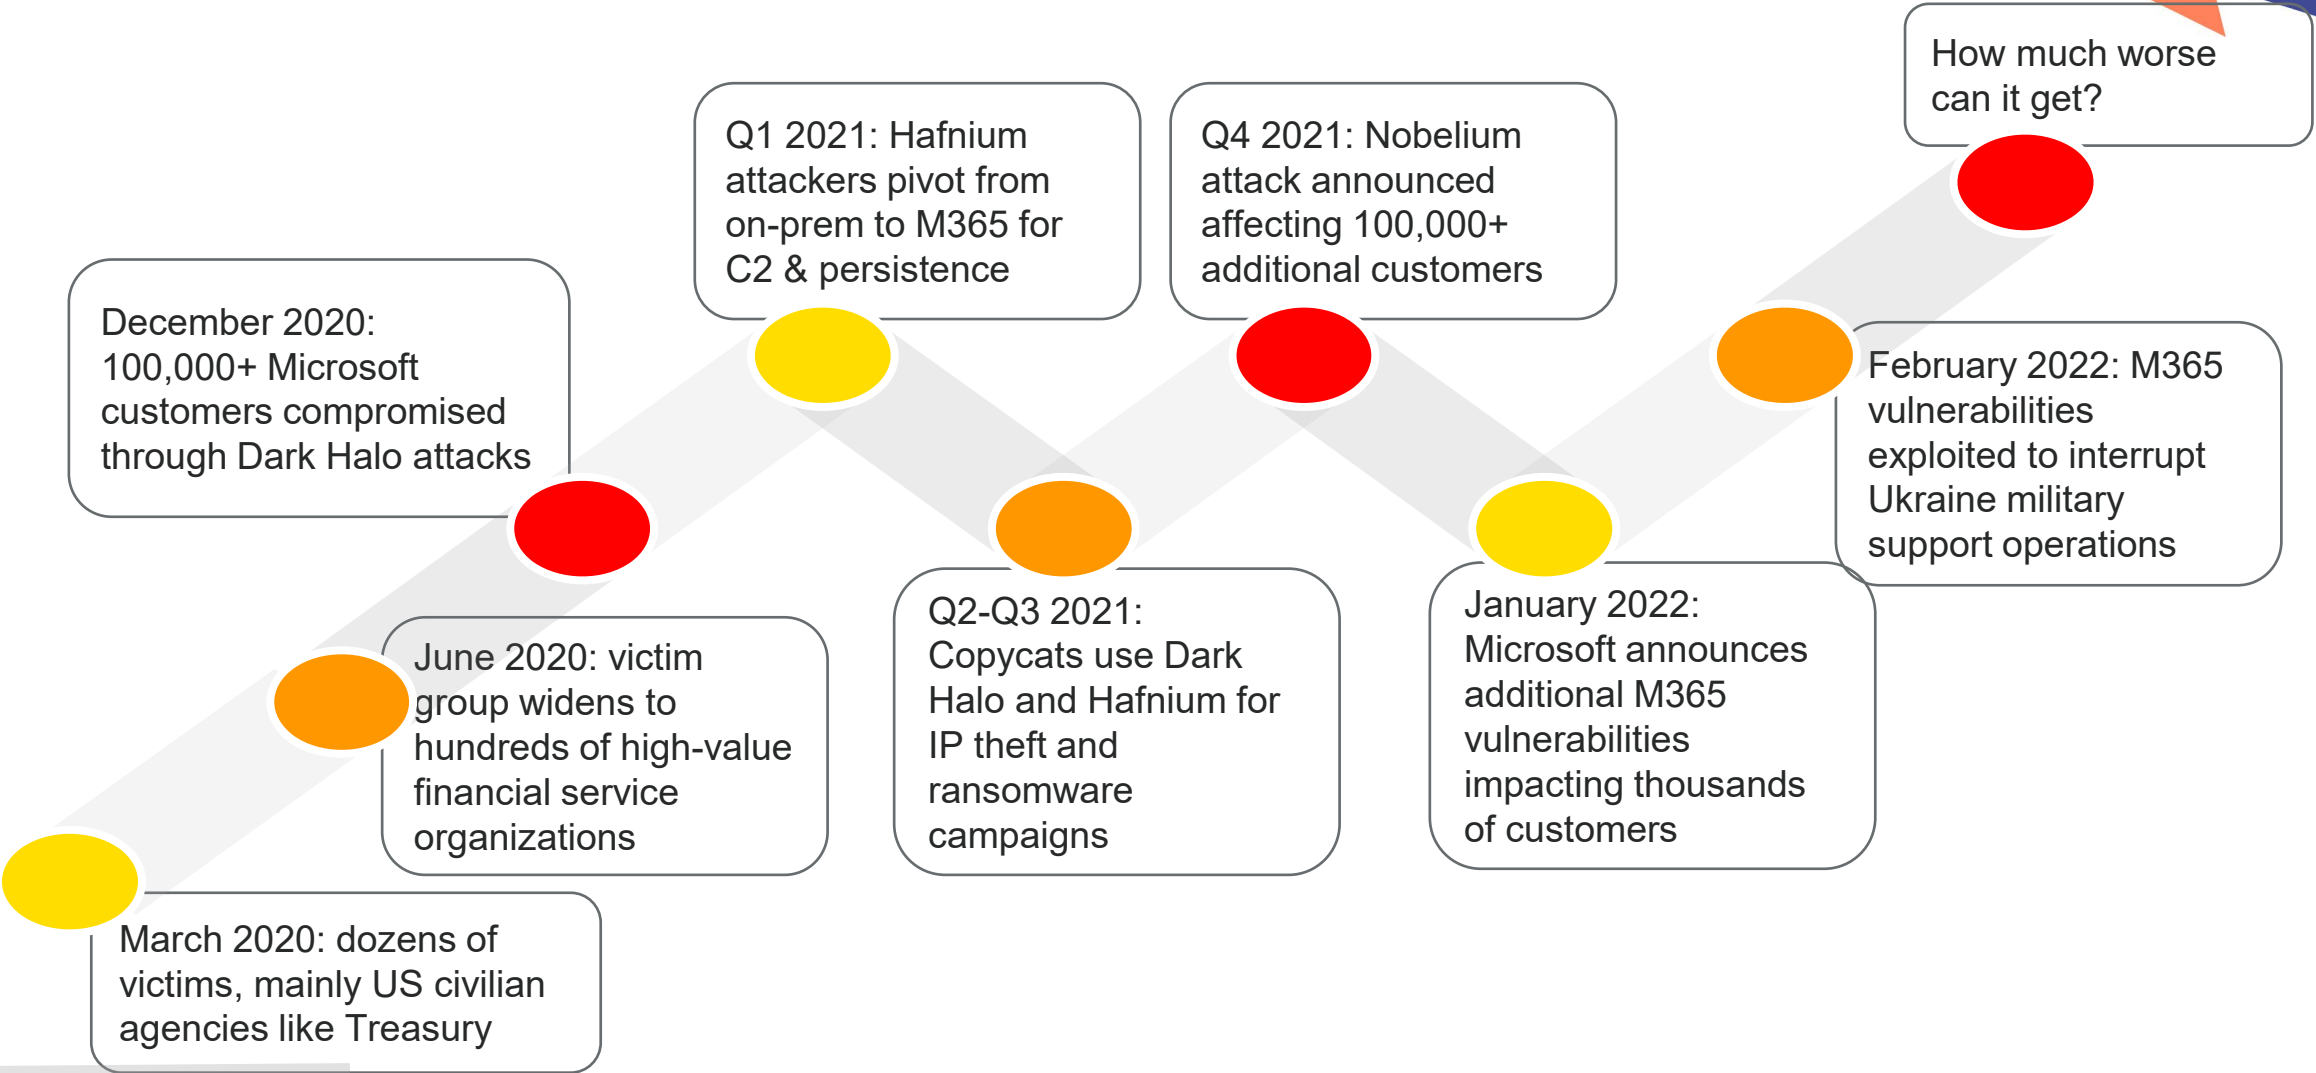 March 2020: dozens of
victims, mainly US civilian
agencies like Treasury
June 2020: victim
group widens to
hundreds of high-value
financial service
organizations
December 2020:
100,000+ Microsoft
customers compromised
through Dark Halo attacks
Q1 2021: Hafnium
attackers pivot from
on-prem to M365 for
C2 & persistence
Q2-Q3 2021:
Copycats use Dark
Halo and Hafnium for
IP theft and
ransomware
campaigns
Q4 2021: Nobelium
attack announced
affecting 100,000+
additional customers
January 2022:
Microsoft announces
additional M365
vulnerabilities
impacting thousands
of customers
February 2022: M365
vulnerabilities
exploited to interrupt
Ukraine military
support operations
How much worse
can it get?